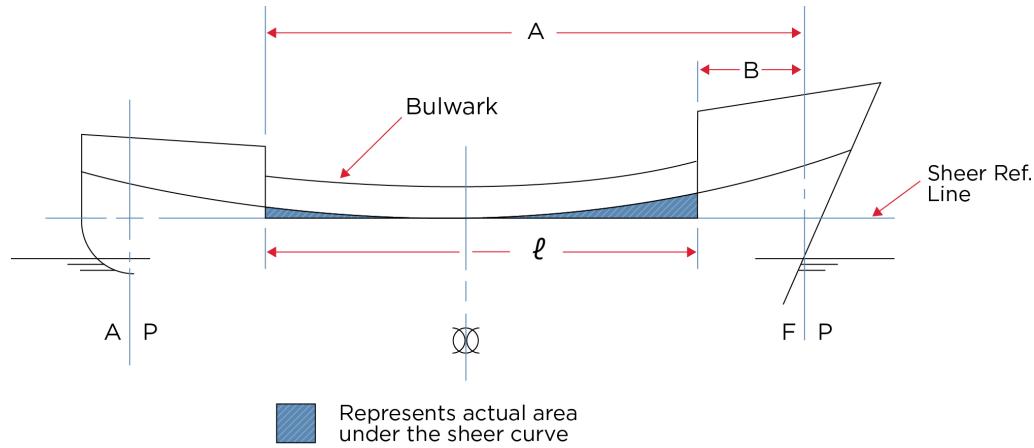 A
B
Bulwark
Sheer Ref.
Line
ℓ
A P
F P
Represents actual area
under the sheer curve